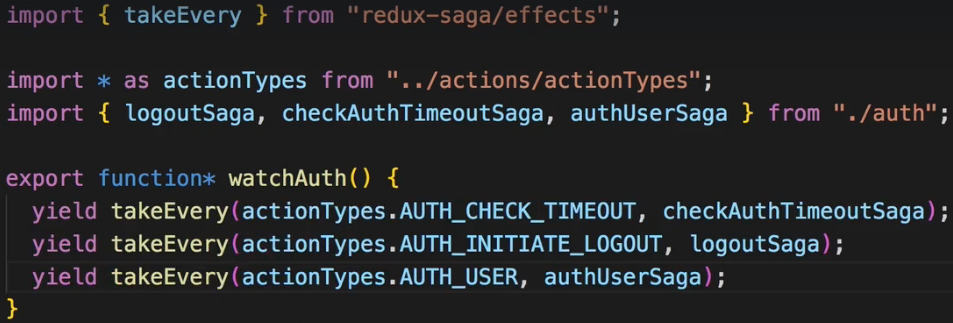 import { takeEvery } from "redux-saga/effects";
import * as actionTypes from "../actions/actionTypes";
import { logoutSaga, checkAuthTimeoutSaga, authUserSaga } from "./auth";
export function* watchAuth() {
yield takeEvery(actionTypes.AUTH_CHECK_TIMEOUT, checkAuthTimeoutSaga);
yield takeEvery(actionTypes.AUTH_INITIATE_LOGOUT, logoutSaga);
yield takeEvery(actionTypes.AUTH_USER, authUserSaga);
}